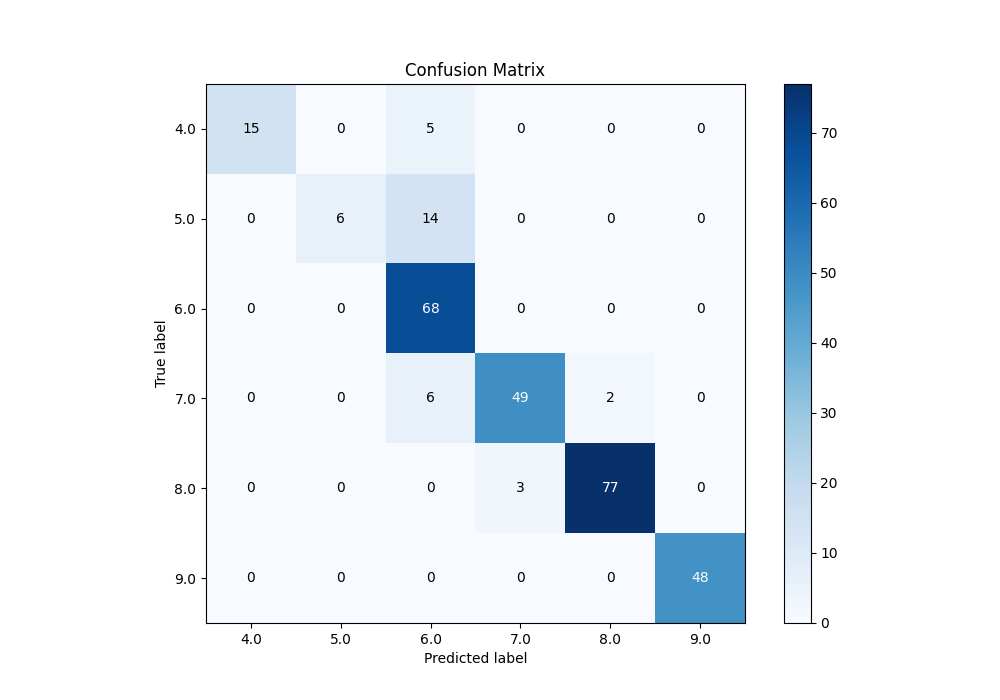 Confusion Matrix
4.0 15 0 5 0 0 0
5.0 0 6 14 0 0 0
6.0 0 0 68 0 0 0
7.0 0 0 6 49 2 0
8.0 0 0 0 3 77 0
9.0 0 0 0 0 0 48
4.0 5.0 6.0 7.0 8.0 9.0
Predicted label
True label
70
60
50
40
30
20
10
0